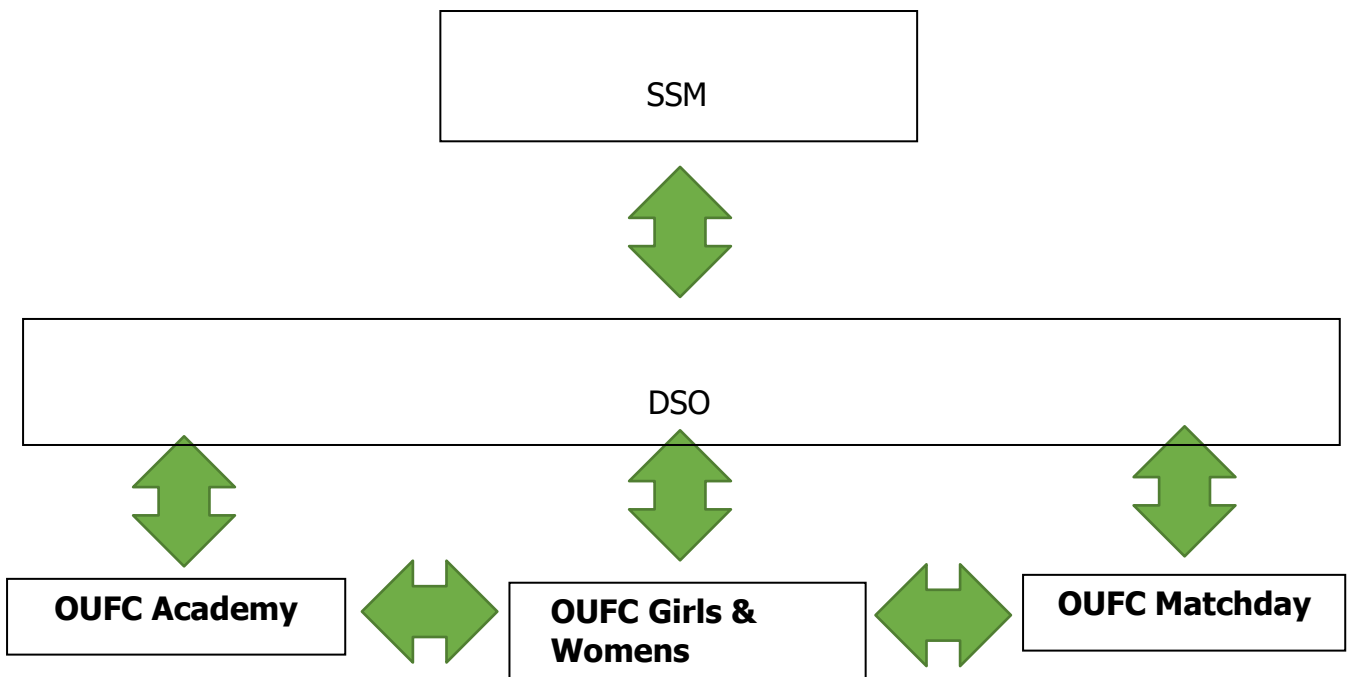 SSM
DSO
OUFC Academy
OUFC Girls &
Womens
OUFC Matchday